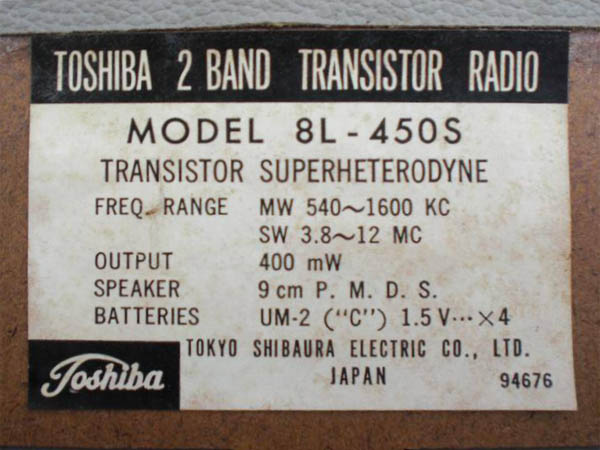 TOSHIBA 2 BAND TRANSISTOR RADIO
MODEL 8L-450S
TRANSISTOR SUPERHETERODYNE
FREQ. RANGE MW 540~1600 KC
SW 3.8~12 MC
OUTPUT 400 mW
SPEAKER 9 cm P. M. D. S.
BATTERIES UM-2 ("C") 1.5 V⋯×4
Toshiba TOKYO SHIBAURA ELECTRIC CO., LTD.
JAPAN 94676